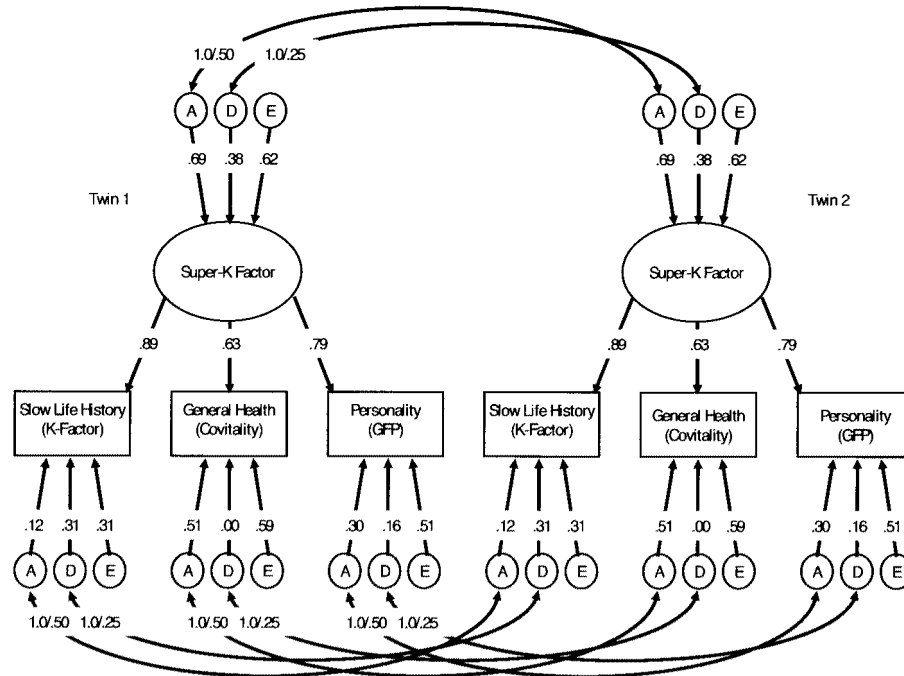 1.0/.50 1.0/.25
A D E A D E
.69 .38 .62 .69 .38 .62
Twin 1 Twin 2
Super-K Factor Super-K Factor
.89 .63 .79 .89 .63 .79
Slow Life History General Health Personality Slow Life History General Health Personality
(K-Factor) (Covitality) (GFP) (K-Factor) (Covitality) (GFP)
.12 .31 .31 .51 .00 .59 .30 .16 .51 .12 .31 .31 .51 .00 .59 .30 .16 .51
A D E A D E A D E A D E A D E A D E
1.0/.50 1.0/.25 1.0/.50 1.0/.25 1.0/.50 1.0/.25